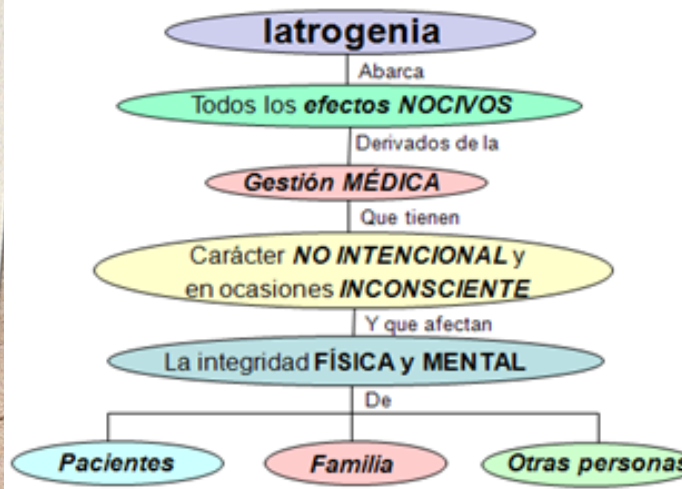 Iatrogenia
Abarca
Todos los efectos NOCIVOS
Derivados de la
Gestión MÉDICA
Que tienen
Carácter NO INTENCIONAL y
en ocasiones INCONSCIENTE
Y que afectan
La integridad FÍSICA y MENTAL
De
Pacientes
Familia
Otras personas